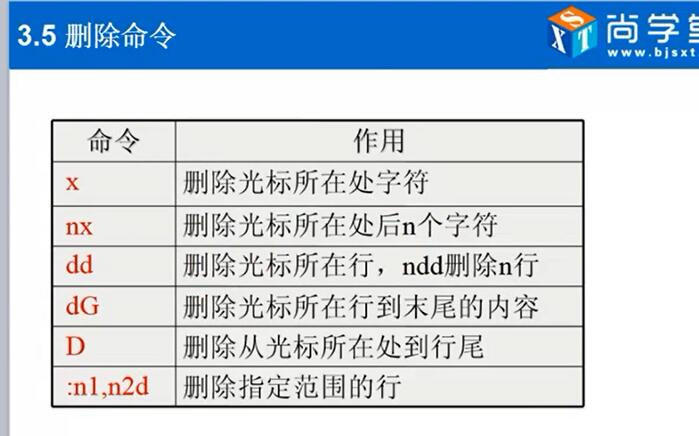 3.5 删除命令
SXT 尚学堂
www.bjsxt
命令 作用
x 删除光标所在处字符
nx 删除光标所在处后n个字符
dd 删除光标所在行，ndd删除n行
dG 删除光标所在行到末尾的内容
D 删除从光标所在处到行尾
:n1,n2d 删除指定范围的行